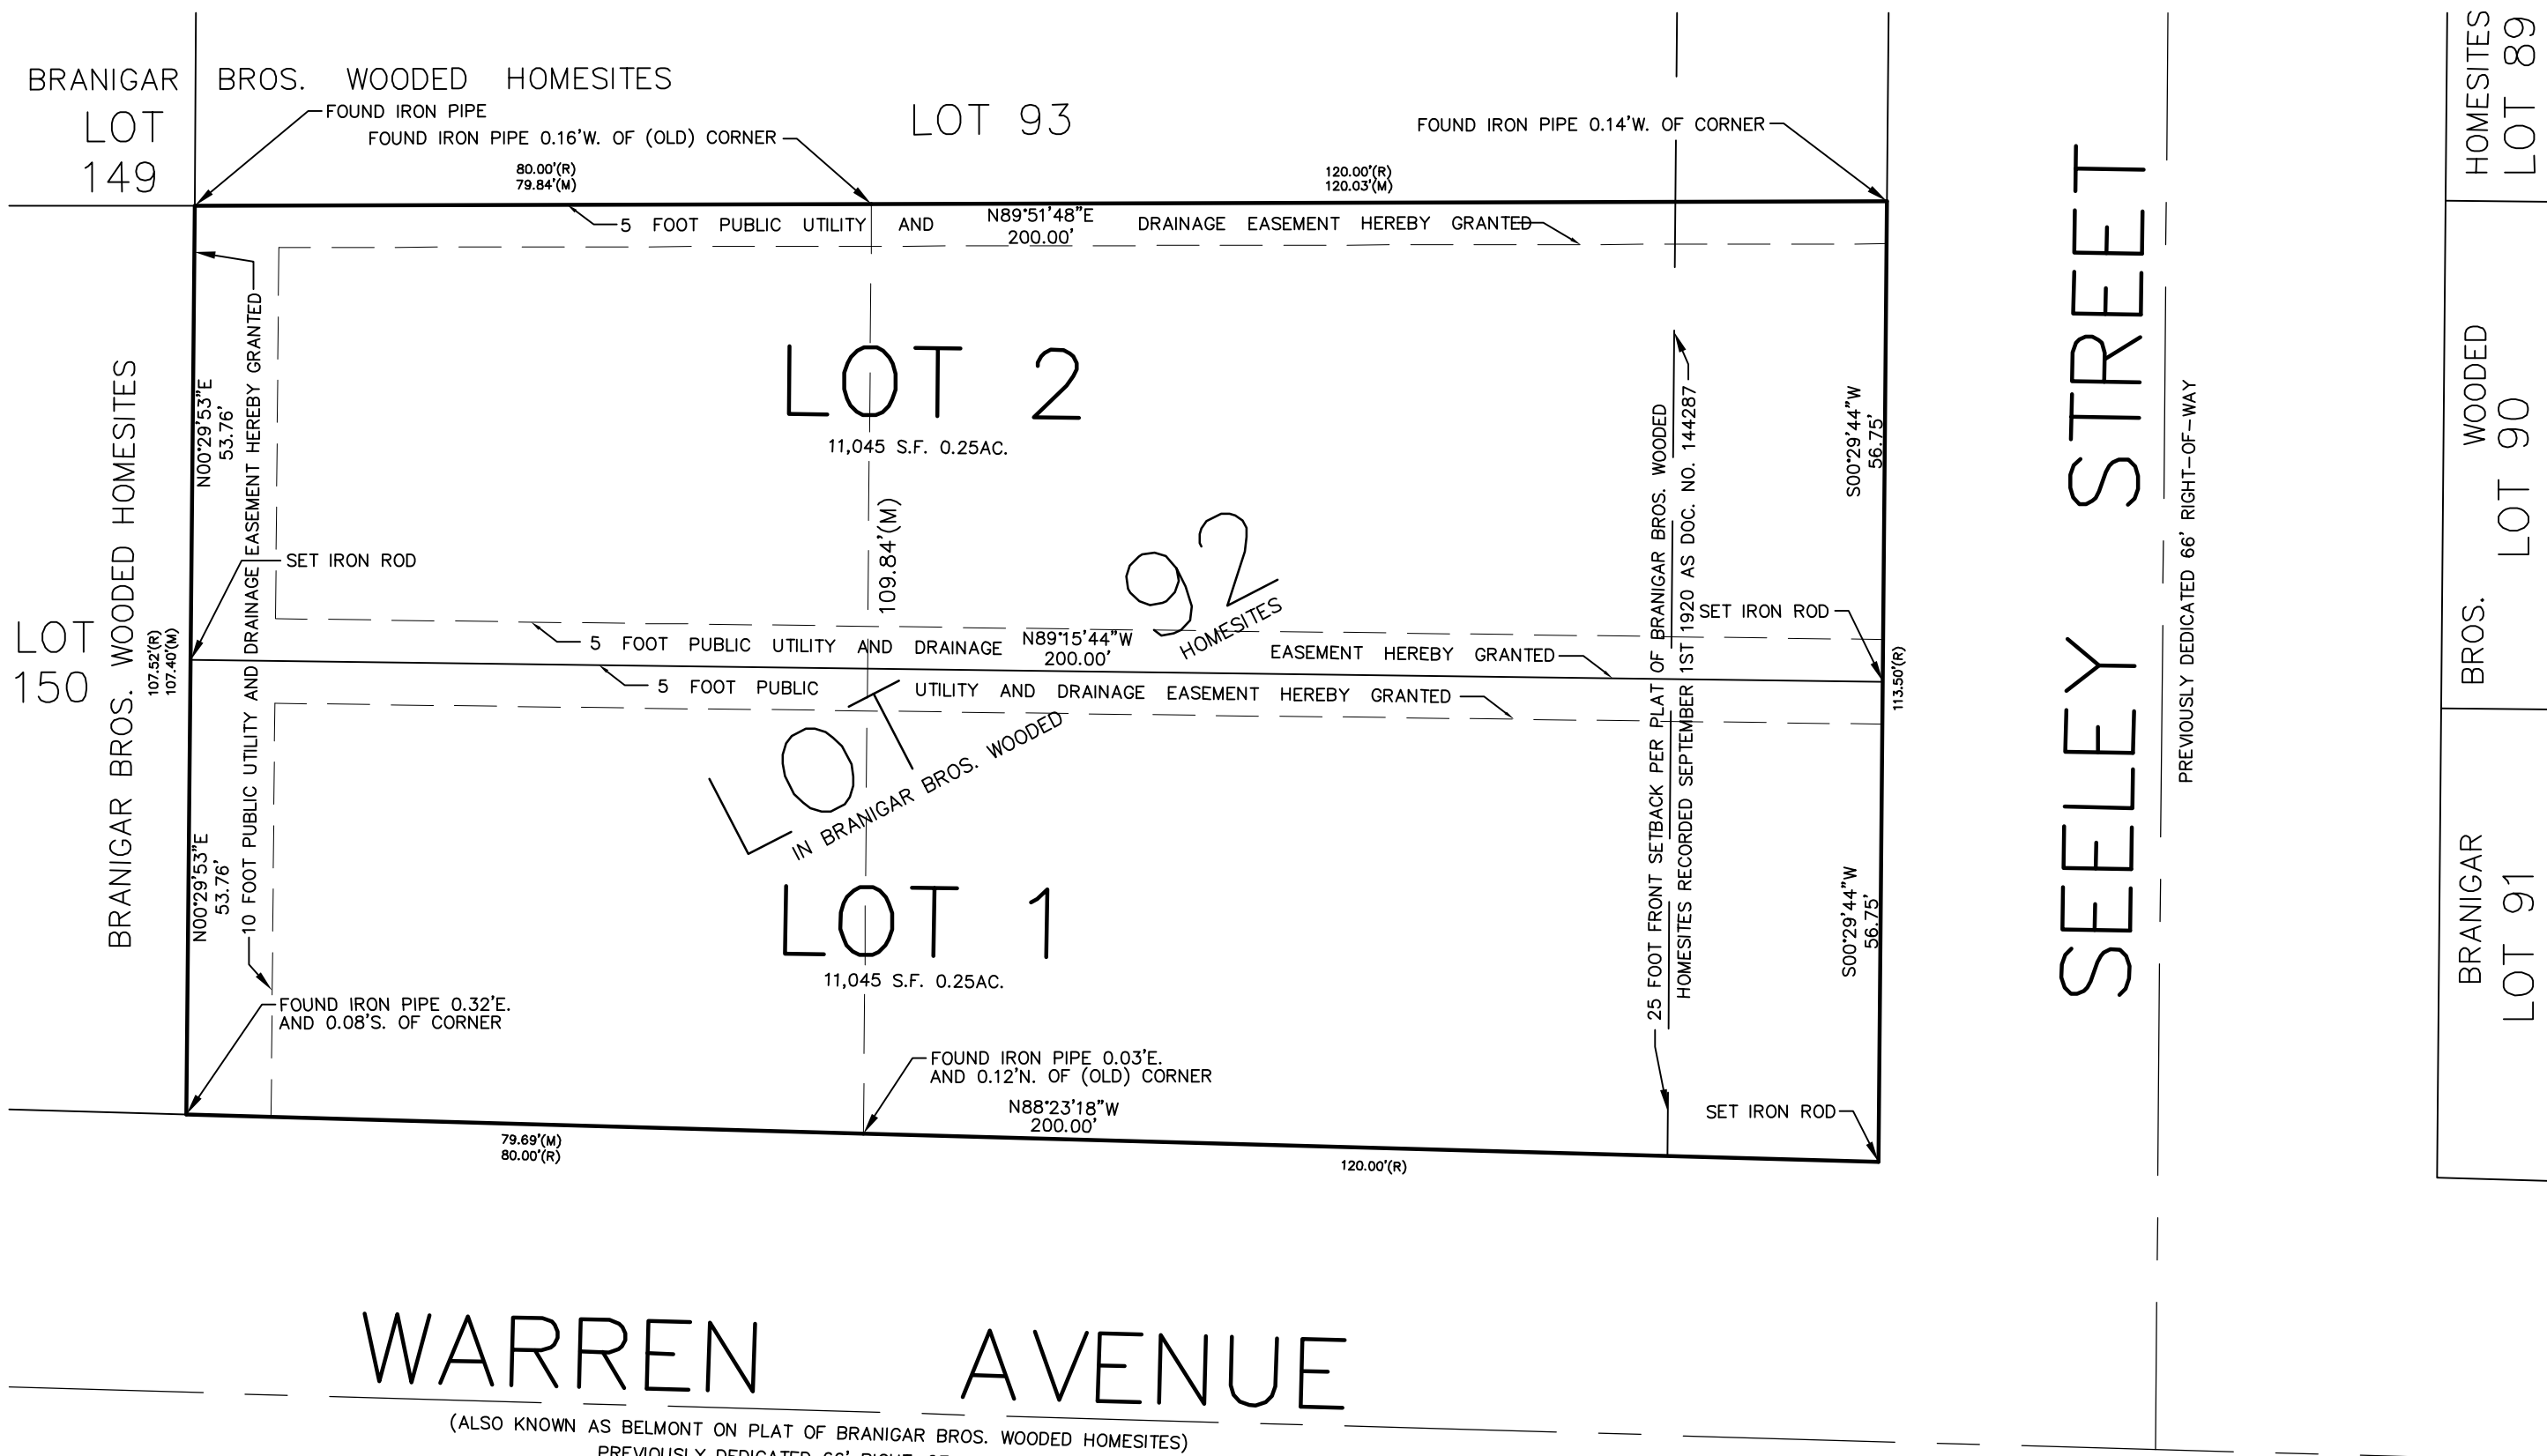 BRANIGAR BROS. WOODED HOMESITES
LOT
149
FOUND IRON PIPE
FOUND IRON PIPE 0.16'W. OF (OLD) CORNER
LOT 93
FOUND IRON PIPE 0.14'W. OF CORNER
80.00'(R)
79.84'(M)
120.00'(R)
120.03'(M)
5 FOOT PUBLIC UTILITY AND DRAINAGE EASEMENT HEREBY GRANTED
N89°51'48"E
200.00'
LOT 2
11,045 S.F. 0.25AC.
N00°29'53"E
53.76'
10 FOOT PUBLIC UTILITY AND DRAINAGE EASEMENT HEREBY GRANTED
BRANIGAR BROS. WOODED HOMESITES
LOT
150
107.52'(R)
107.40'(M)
SET IRON ROD
109.84'(M)
S00°29'44"W
56.75'
25 FOOT FRONT SETBACK PER PLAT OF BRANIGAR BROS. WOODED
HOMESITES RECORDED SEPTEMBER 1ST 1920 AS DOC. NO. 144287
SET IRON ROD
5 FOOT PUBLIC UTILITY AND DRAINAGE EASEMENT HEREBY GRANTED
N89°15'44"W
200.00'
5 FOOT PUBLIC UTILITY AND DRAINAGE EASEMENT HEREBY GRANTED
113.50'(R)
LOT 92
IN BRANIGAR BROS. WOODED HOMESITES
LOT 1
11,045 S.F. 0.25AC.
N00°29'53"E
53.76'
S00°29'44"W
56.75'
FOUND IRON PIPE 0.32'E.
AND 0.08'S. OF CORNER
FOUND IRON PIPE 0.03'E.
AND 0.12'N. OF (OLD) CORNER
N88°23'18"W
200.00'
SET IRON ROD
79.69'(M)
80.00'(R)
120.00'(R)
SEELEY STREET
PREVIOUSLY DEDICATED 66' RIGHT-OF-WAY
BRANIGAR BROS. WOODED HOMESITES
LOT 89
LOT 90
LOT 91
WARREN AVENUE
(ALSO KNOWN AS BELMONT ON PLAT OF BRANIGAR BROS. WOODED HOMESITES)
PREVIOUSLY DEDICATED 66' RIGHT